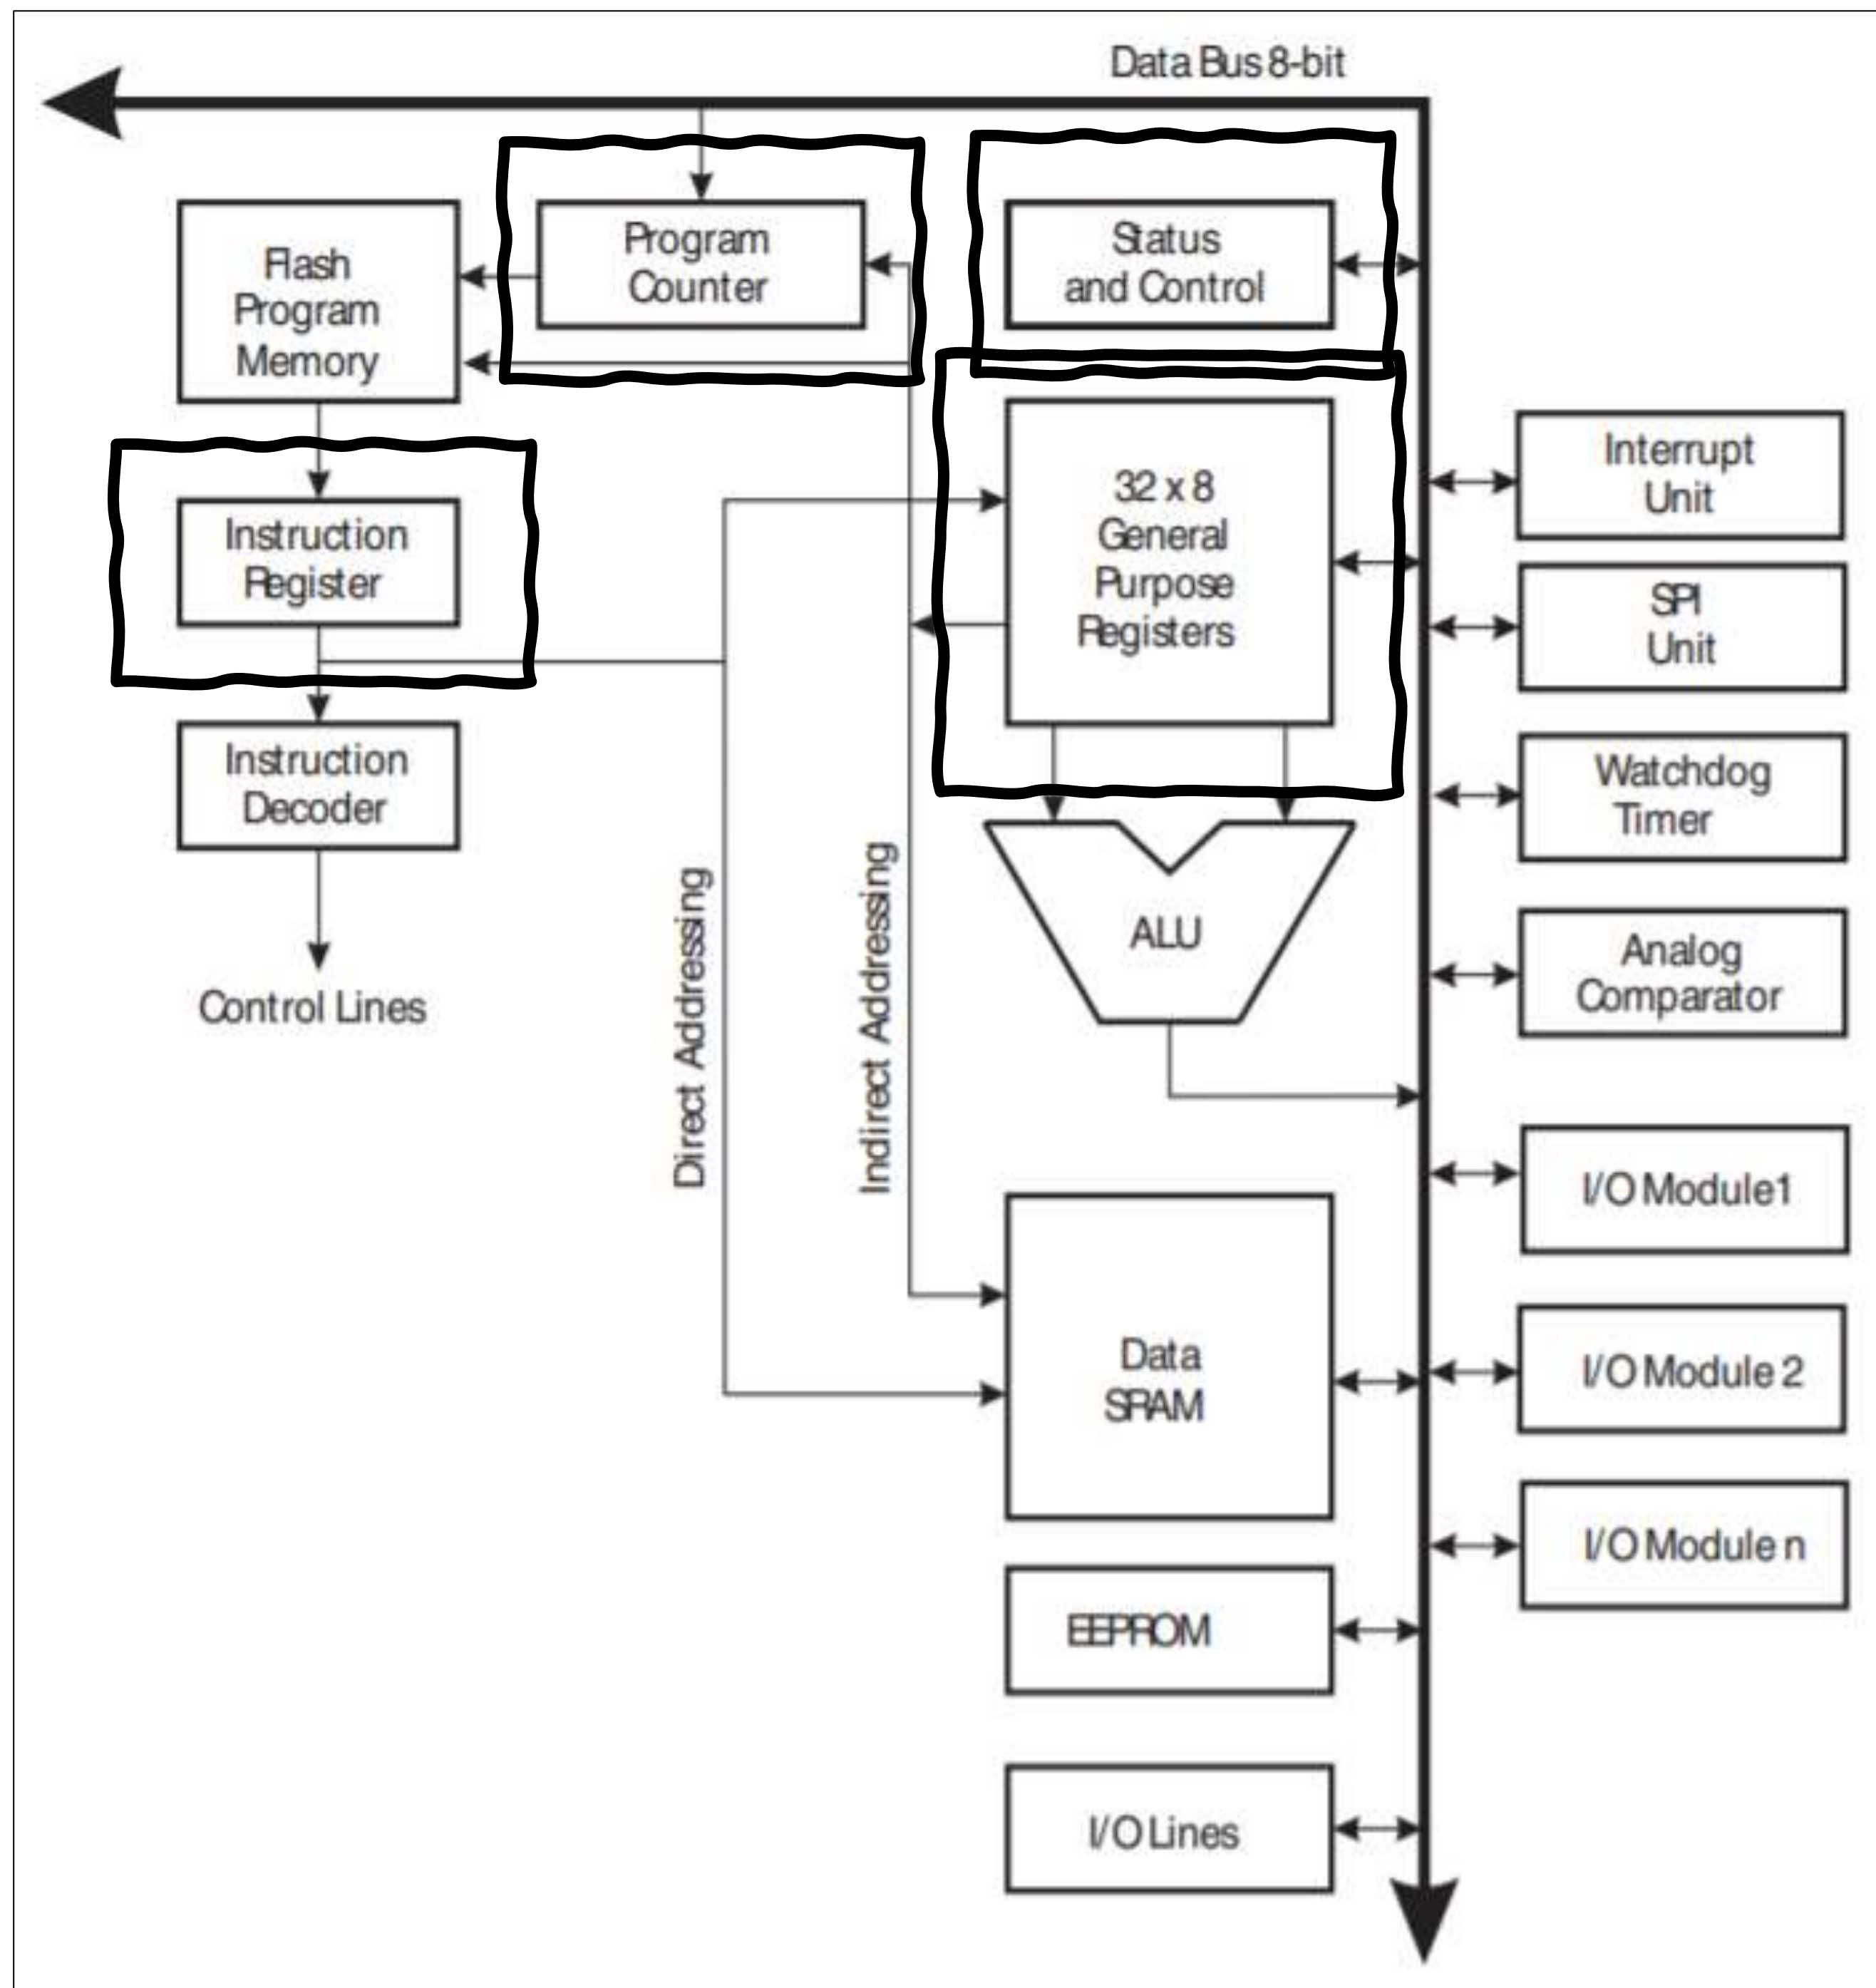 Data Bus 8-bit
Flash
Program
Memory
Program
Counter
Status
and Control
Instruction
Register
32 x 8
General
Purpose
Registers
Interrupt
Unit
SPI
Unit
Instruction
Decoder
Watchdog
Timer
ALU
Analog
Comparator
Control Lines
Direct Addressing
Indirect Addressing
I/O Module1
Data
SRAM
I/O Module 2
I/O Module n
EEPROM
I/O Lines